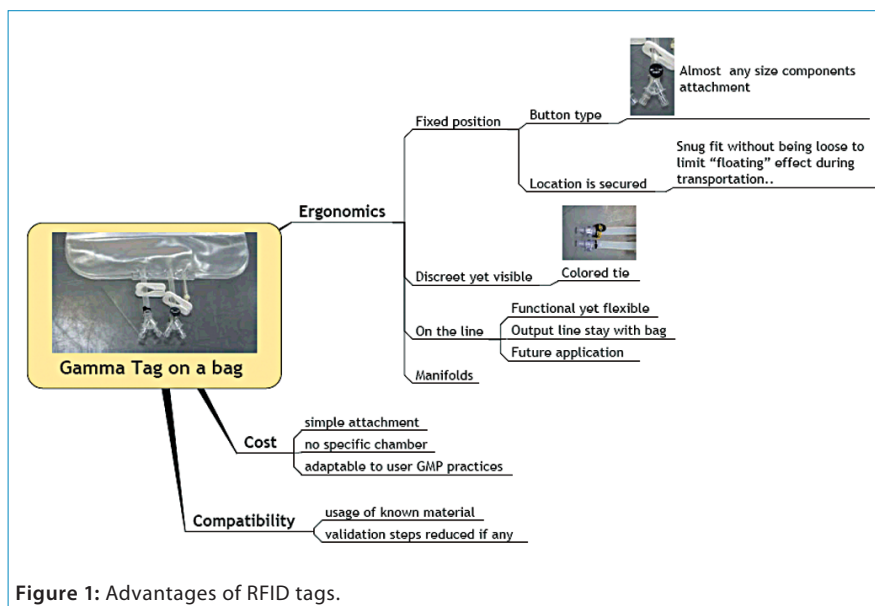 Almost any size components
attachment
Button type
Fixed position
Snug fit without being loose to
limit “floating” effect during
transportation..
Location is secured
Ergonomics
Discreet yet visible
Colored tie
Functional yet flexible
On the line
Output line stay with bag
Future application
Manifolds
Gamma Tag on a bag
simple attachment
Cost
no specific chamber
adaptable to user GMP practices
usage of known material
Compatibility
validation steps reduced if any
Figure 1: Advantages of RFID tags.